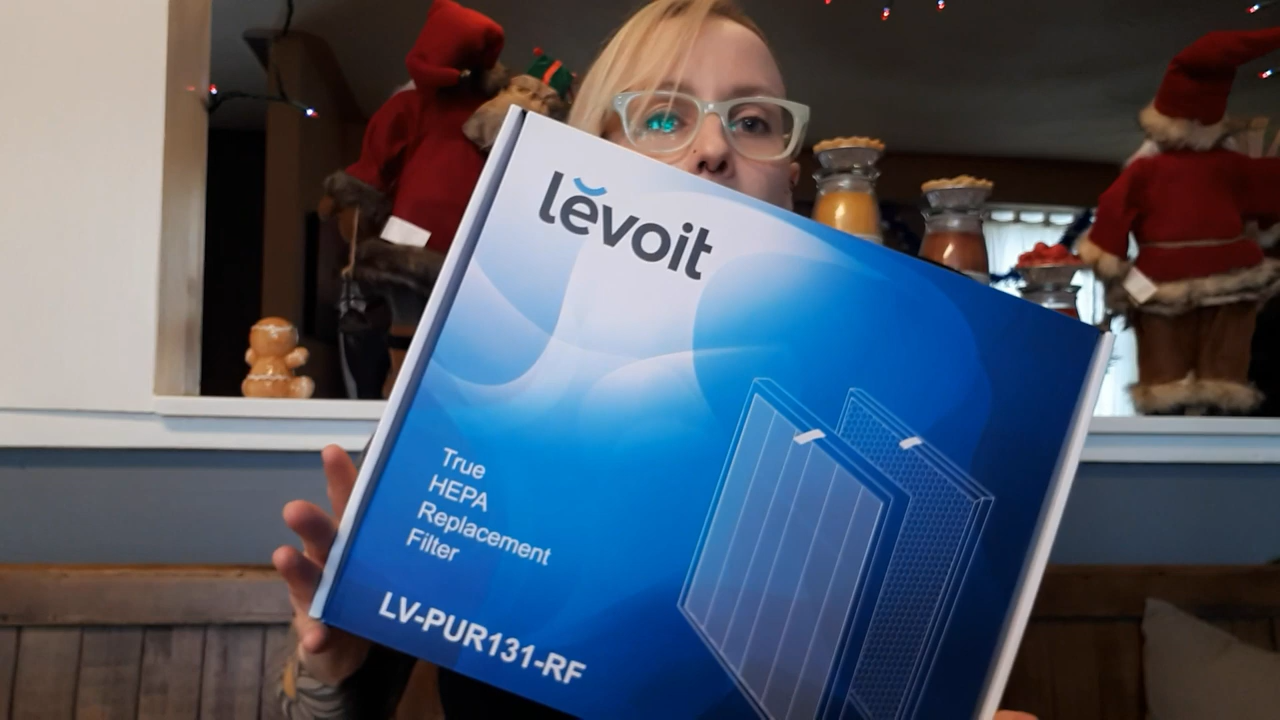 levoit
True
HEPA
Replacement
Filter
LV-PUR131-RF